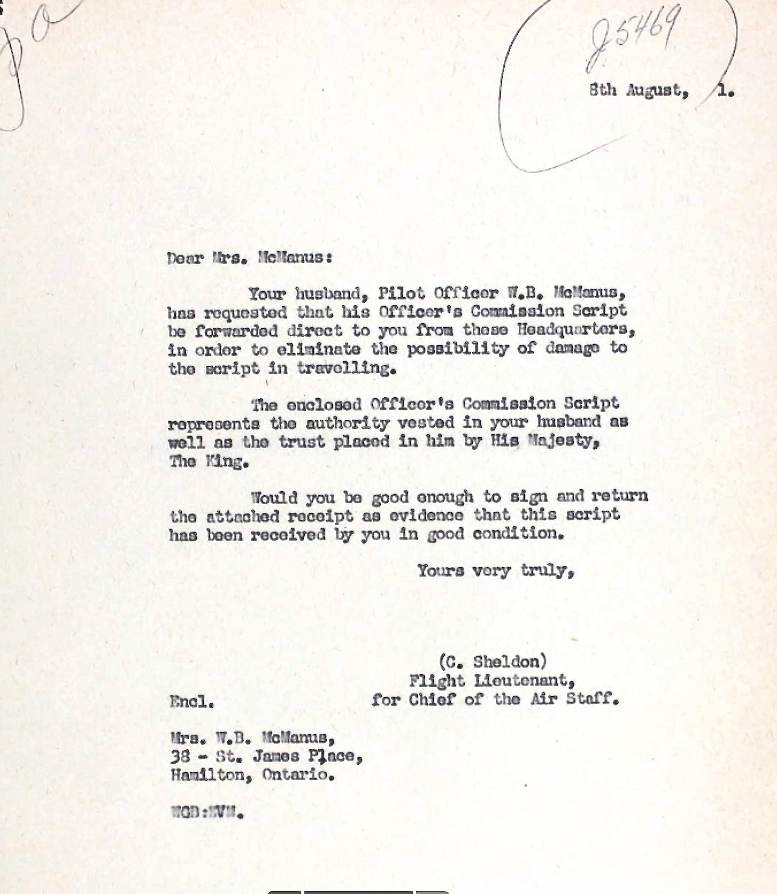 J5469
8th August, 1.
Dear Mrs. McManus:
Your husband, Pilot Officer W.B. McManus,
has requested that his Officer's Commission Script
be forwarded direct to you from these Headquarters,
in order to eliminate the possibility of damage to
the script in travelling.
The enclosed Officer's Commission Script
represents the authority vested in your husband as
well as the trust placed in him by His Majesty,
The King.
Would you be good enough to sign and return
the attached receipt as evidence that this script
has been received by you in good condition.
Yours very truly,
(C. Sheldon)
Flight Lieutenant,
Encl. for Chief of the Air Staff.
Mrs. W.B. McManus,
38 - St. James Place,
Hamilton, Ontario.